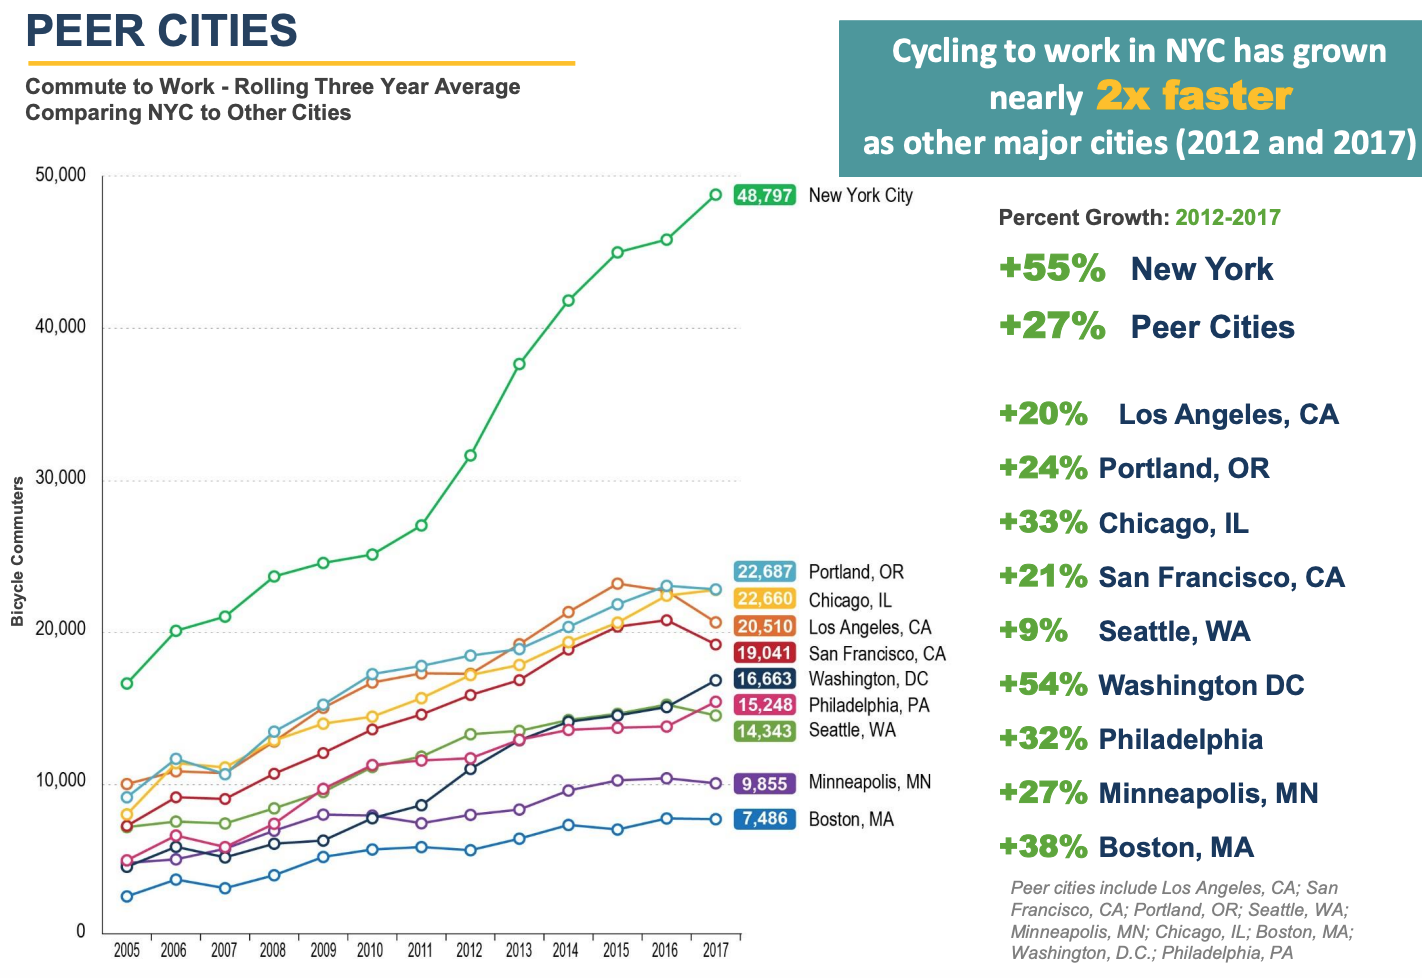 PEER CITIES
Commute to Work - Rolling Three Year Average
Comparing NYC to Other Cities
Cycling to work in NYC has grown
nearly 2x faster
as other major cities (2012 and 2017)
Bicycle Commuters
50,000
40,000
30,000
20,000
10,000
0
2005 2006 2007 2008 2009 2010 2011 2012 2013 2014 2015 2016 2017
48,797 New York City
22,687 Portland, OR
22,660 Chicago, IL
20,510 Los Angeles, CA
19,041 San Francisco, CA
16,663 Washington, DC
15,248 Philadelphia, PA
14,343 Seattle, WA
9,855 Minneapolis, MN
7,486 Boston, MA
Percent Growth: 2012-2017
+55% New York
+27% Peer Cities
+20% Los Angeles, CA
+24% Portland, OR
+33% Chicago, IL
+21% San Francisco, CA
+9% Seattle, WA
+54% Washington DC
+32% Philadelphia
+27% Minneapolis, MN
+38% Boston, MA
Peer cities include Los Angeles, CA; San
Francisco, CA; Portland, OR; Seattle, WA;
Minneapolis, MN; Chicago, IL; Boston, MA;
Washington, D.C.; Philadelphia, PA